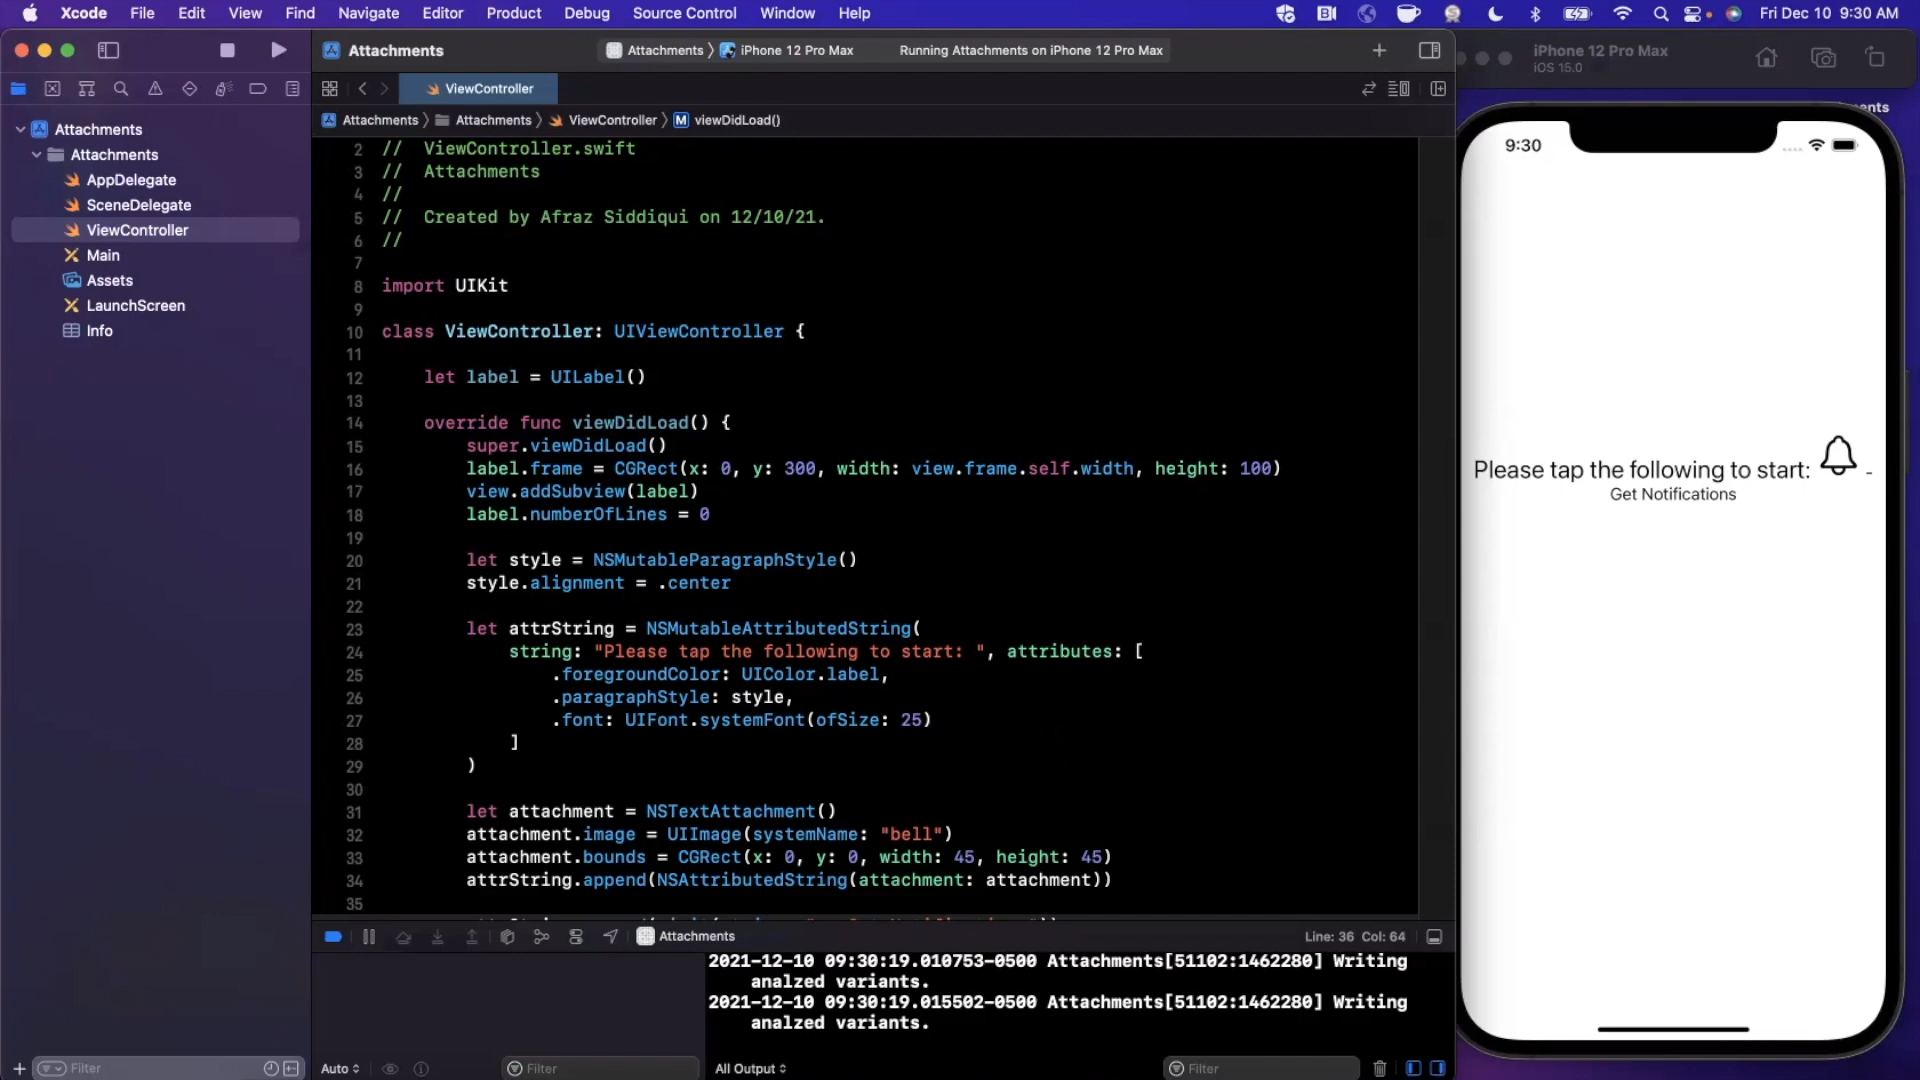 Xcode File Edit View Find Navigate Editor Product Debug Source Control Window Help Fri Dec 10 9:30 AM
Attachments Attachments iPhone 12 Pro Max Running Attachments on iPhone 12 Pro Max
iPhone 12 Pro Max
iOS 15.0
ViewController
Attachments Attachments ViewController M viewDidLoad()
Attachments
Attachments
AppDelegate
SceneDelegate
ViewController
Main
Assets
LaunchScreen
Info
2 // ViewController.swift
3 // Attachments
4 //
5 // Created by Afraz Siddiqui on 12/10/21.
6 //
7
8 import UIKit
9
10 class ViewController: UIViewController {
11
12 let label = UILabel()
13
14 override func viewDidLoad() {
15 super.viewDidLoad()
16 label.frame = CGRect(x: 0, y: 300, width: view.frame.self.width, height: 100)
17 view.addSubview(label)
18 label.numberOfLines = 0
19
20 let style = NSMutableParagraphStyle()
21 style.alignment = .center
22
23 let attrString = NSMutableAttributedString(
24 string: "Please tap the following to start: ", attributes: [
25 .foregroundColor: UIColor.label,
26 .paragraphStyle: style,
27 .font: UIFont.systemFont(ofSize: 25)
28 ]
29 )
30
31 let attachment = NSTextAttachment()
32 attachment.image = UIImage(systemName: "bell")
33 attachment.bounds = CGRect(x: 0, y: 0, width: 45, height: 45)
34 attrString.append(NSAttributedString(attachment: attachment))
35
Attachments Line: 36 Col: 64
2021-12-10 09:30:19.010753-0500 Attachments[51102:1462280] Writing
analzed variants.
2021-12-10 09:30:19.015502-0500 Attachments[51102:1462280] Writing
analzed variants.
Filter Auto Filter All Output Filter
9:30
Please tap the following to start: -
Get Notifications